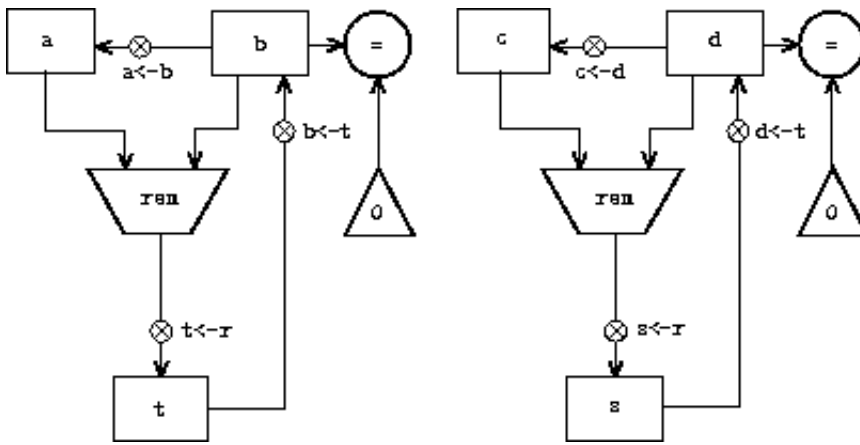 a
b
=
a<-b
b<-t
rem
0
t<-r
t
c
d
=
c<-d
d<-t
rem
0
s<-r
s